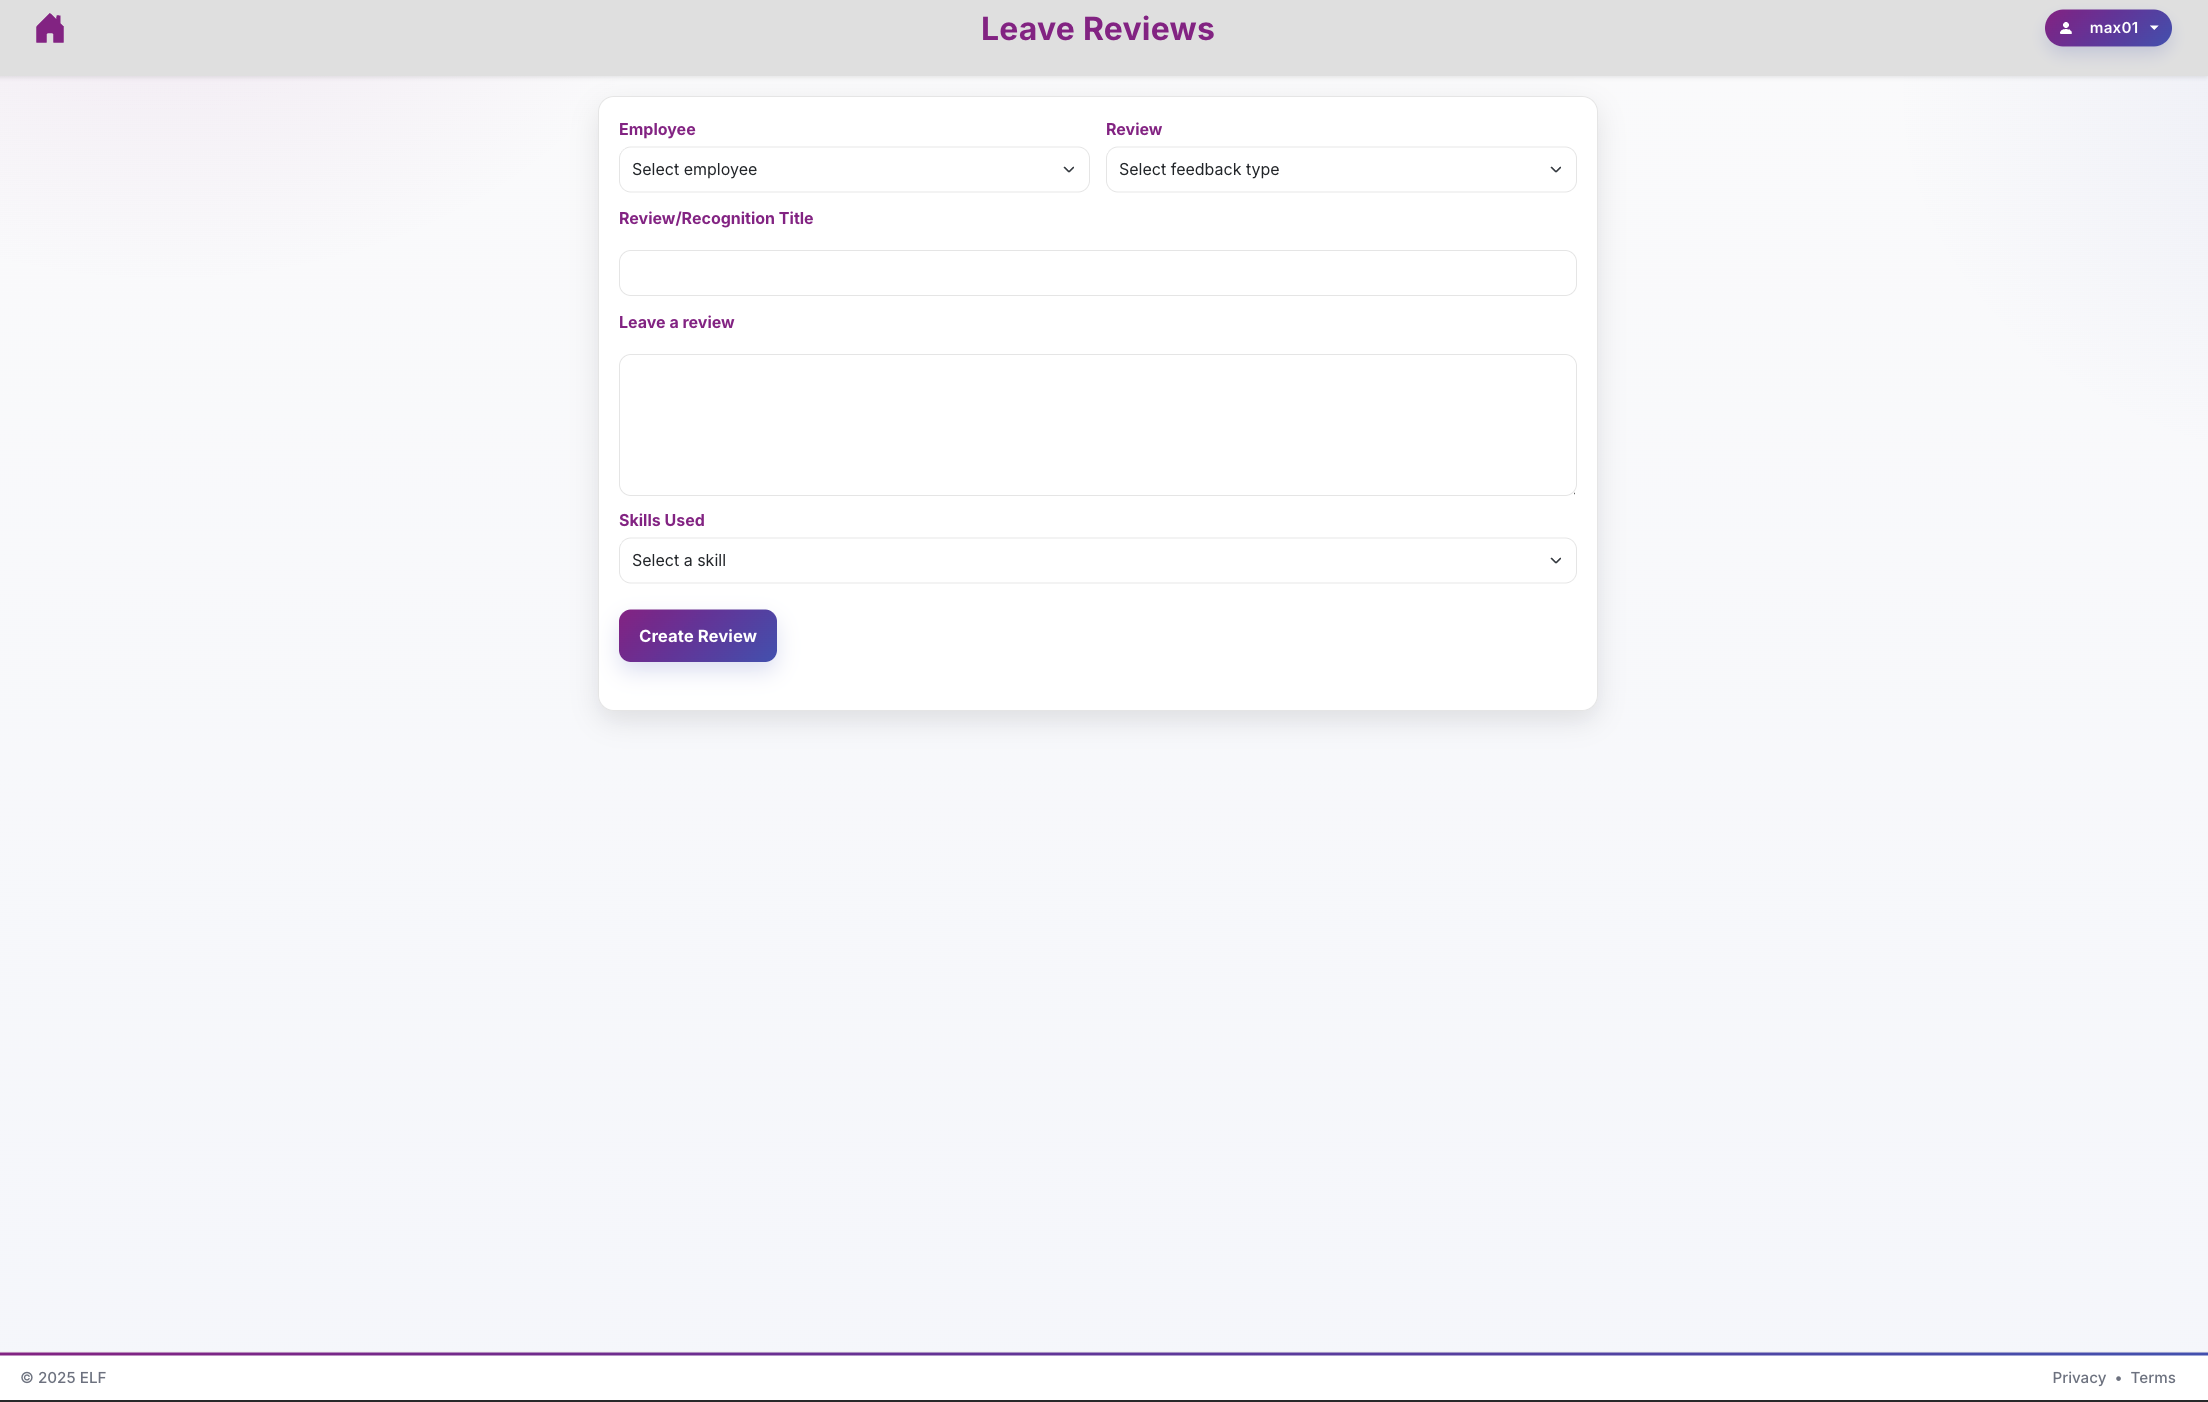 Leave Reviews
max01
Employee
Review
Select employee
Select feedback type
Review/Recognition Title
Leave a review
Skills Used
Select a skill
Create Review
© 2025 ELF
Privacy • Terms